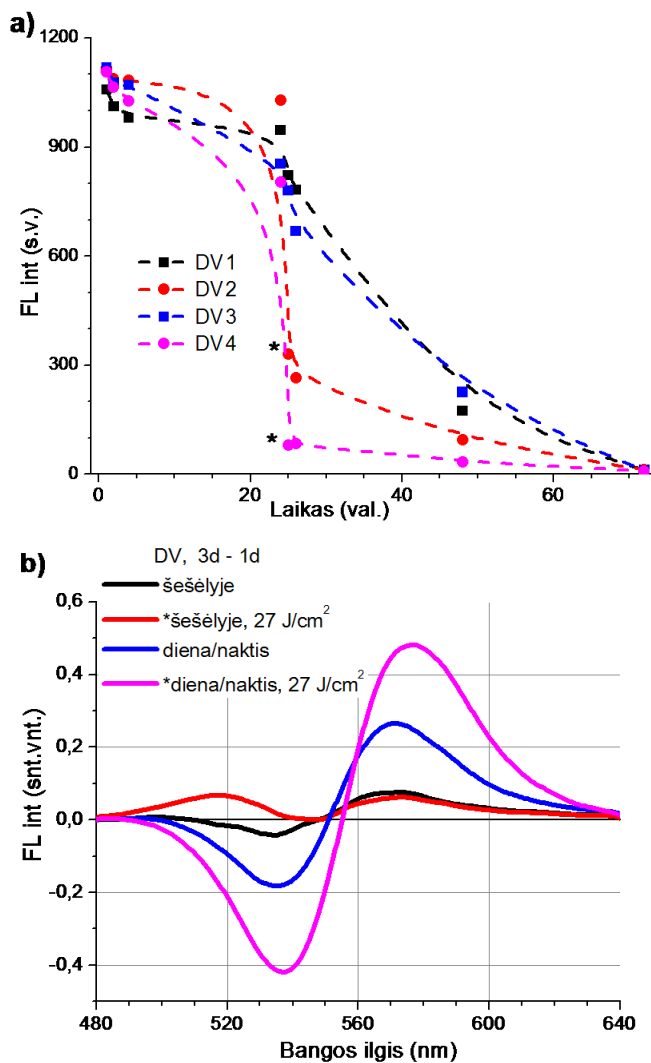 a)
1200
900
600
300
0
FL int (s.v.)
DV1
DV2
DV3
DV4
*
*
0
20
40
60
Laikas (val.)
b)
DV, 3d - 1d
šešėlyje
*šešėlyje, 27 J/cm²
diena/naktis
*diena/naktis, 27 J/cm²
0,6
0,4
0,2
0,0
-0,2
-0,4
FL int (snt.vnt.)
480
520
560
600
640
Bangos ilgis (nm)